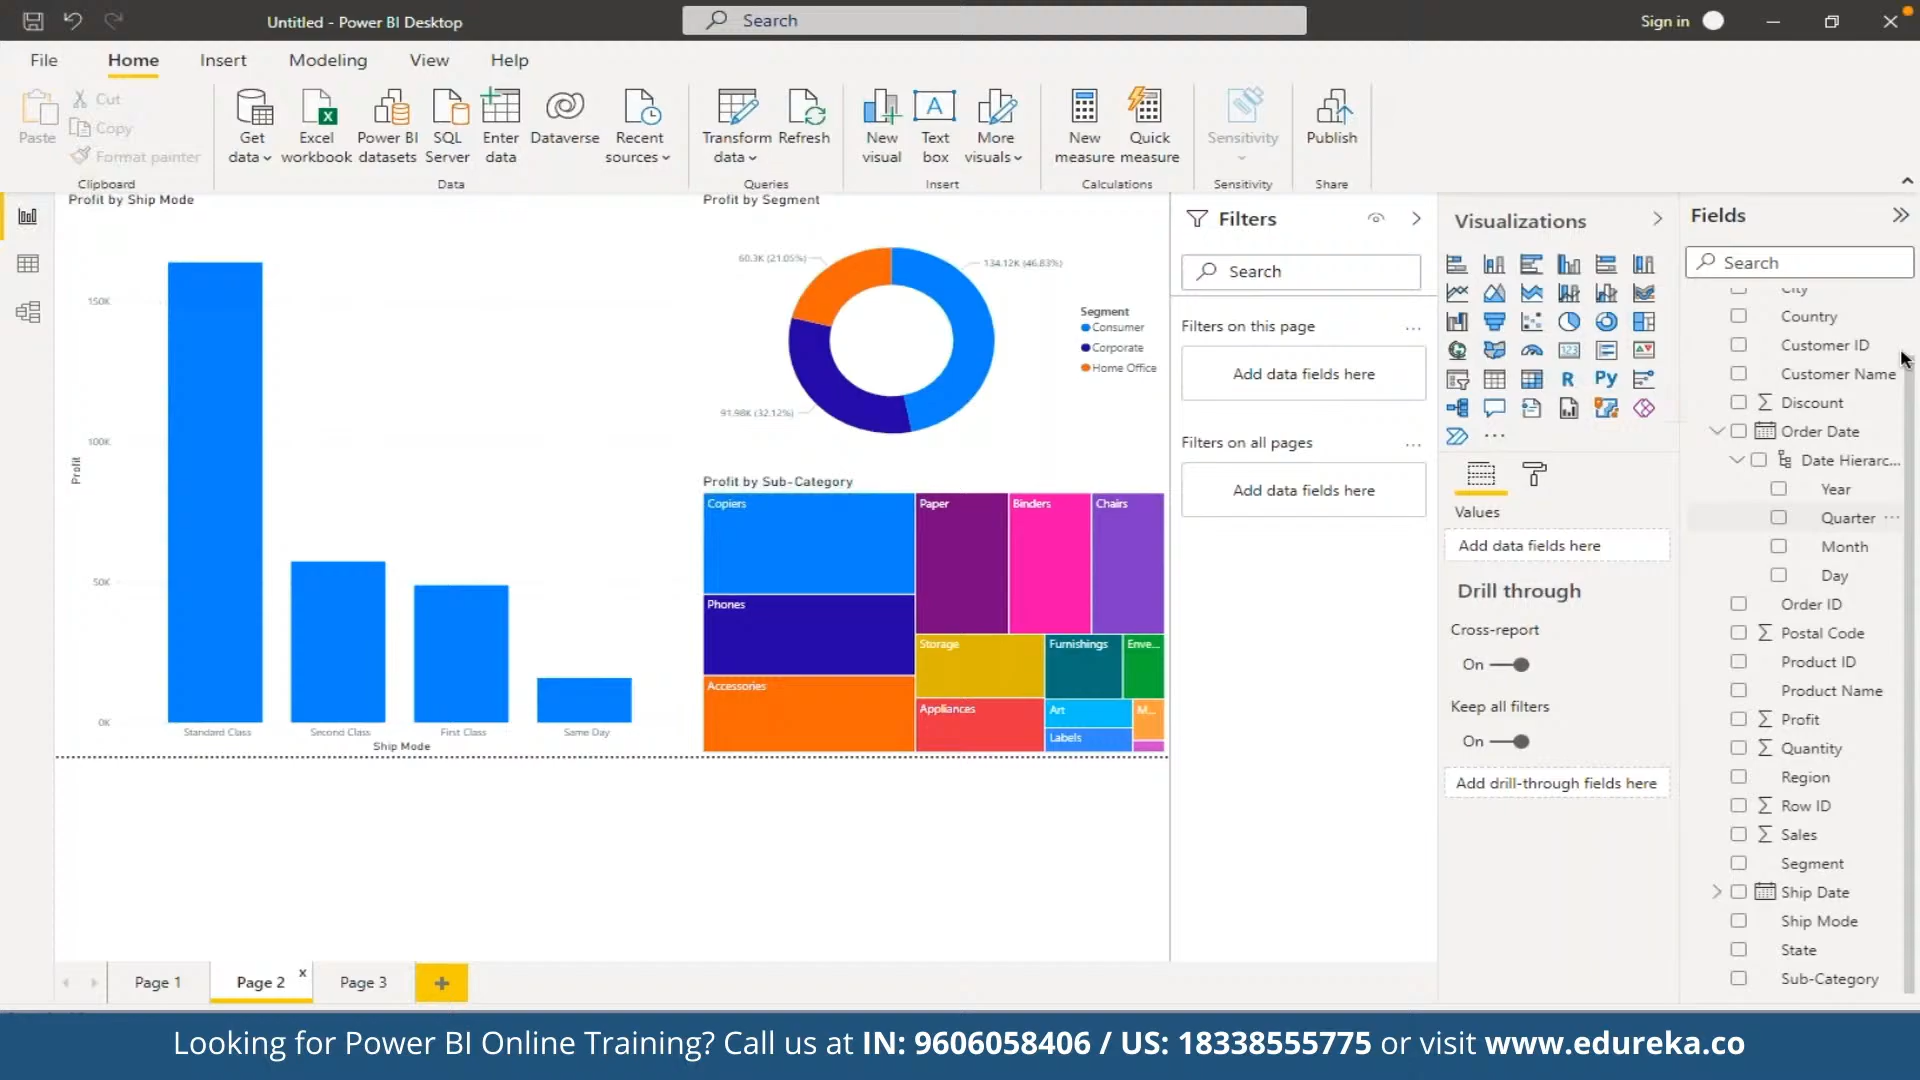 Untitled - Power BI Desktop
Search
Sign in
File
Home
Insert
Modeling
View
Help
Paste
Cut
Copy
Format painter
Clipboard
Get data
Excel workbook
Power BI datasets
SQL Server
Enter data
Dataverse
Recent sources
Data
Transform data
Refresh
Queries
New visual
Text box
More visuals
Insert
New measure
Quick measure
Calculations
Sensitivity
Sensitivity
Publish
Share
Profit by Ship Mode
150K
100K
50K
0K
Profit
Standard Class
Second Class
First Class
Same Day
Ship Mode
Profit by Segment
60.3K (21.05%)
134.12K (46.83%)
91.98K (32.12%)
Segment
Consumer
Corporate
Home Office
Profit by Sub-Category
Copiers
Phones
Accessories
Paper
Binders
Chairs
Storage
Furnishings
Enve...
Appliances
Art
Labels
M...
Filters
Search
Filters on this page
...
Add data fields here
Filters on all pages
...
Add data fields here
Visualizations
123
R
Py
...
Values
Add data fields here
Drill through
Cross-report
On
Keep all filters
On
Add drill-through fields here
Fields
Search
City
Country
Customer ID
Customer Name
Discount
Order Date
Date Hierarc...
Year
Quarter ...
Month
Day
Order ID
Postal Code
Product ID
Product Name
Profit
Quantity
Region
Row ID
Sales
Segment
Ship Date
Ship Mode
State
Sub-Category
Page 1
Page 2
x
Page 3
+
Looking for Power BI Online Training? Call us at IN: 9606058406 / US: 18338555775 or visit www.edureka.co